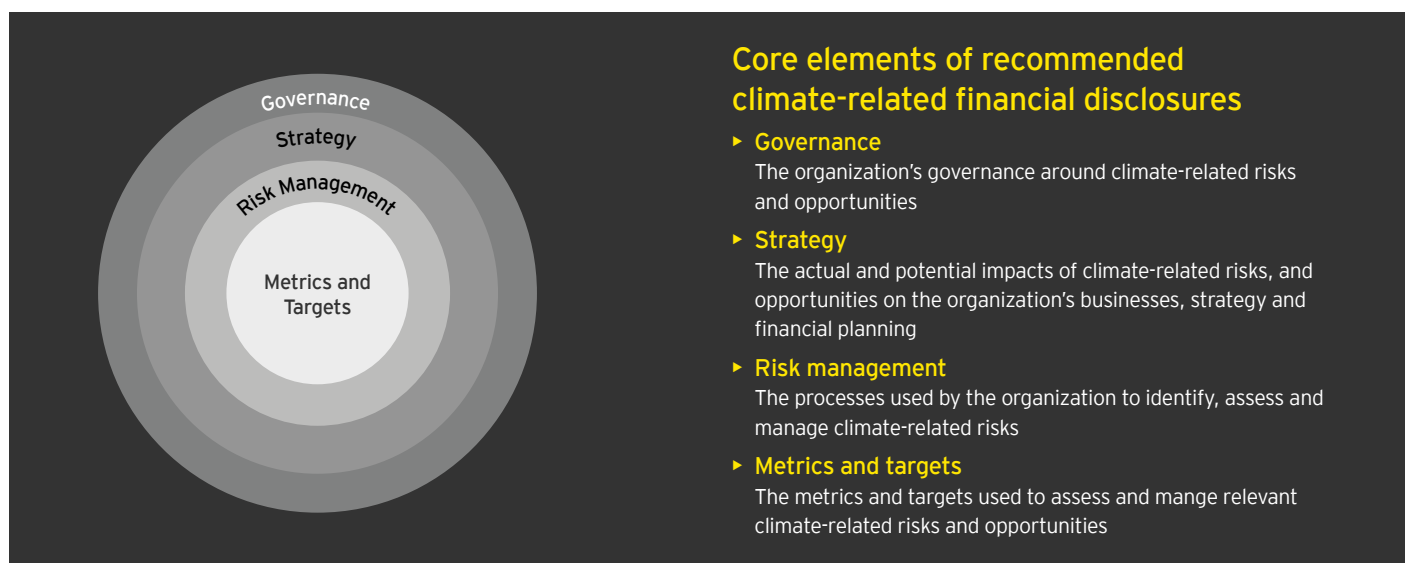 Governance
Strategy
Risk Management
Metrics and
Targets
Core elements of recommended
climate-related financial disclosures
▸ Governance
The organization's governance around climate-related risks
and opportunities
▸ Strategy
The actual and potential impacts of climate-related risks, and
opportunities on the organization's businesses, strategy and
financial planning
▸ Risk management
The processes used by the organization to identify, assess and
manage climate-related risks
▸ Metrics and targets
The metrics and targets used to assess and mange relevant
climate-related risks and opportunities